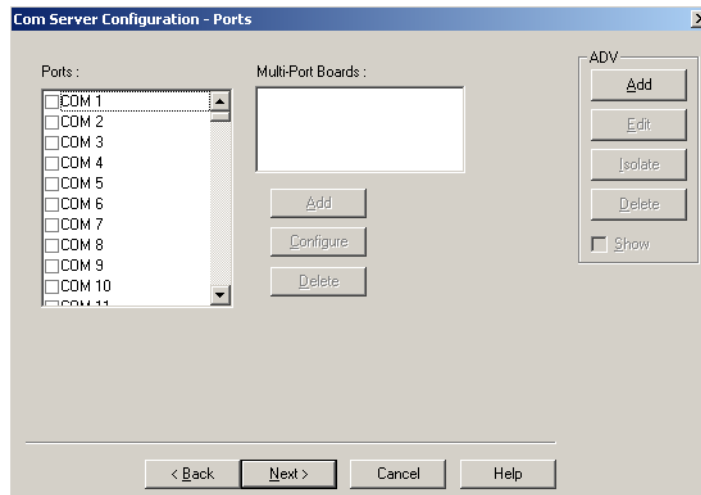 Com Server Configuration - Ports
Ports :
COM 1
COM 2
COM 3
COM 4
COM 5
COM 6
COM 7
COM 8
COM 9
COM 10
COM 11
Multi-Port Boards :
Add
Configure
Delete
ADV
Add
Edit
Isolate
Delete
Show
< Back
Next >
Cancel
Help